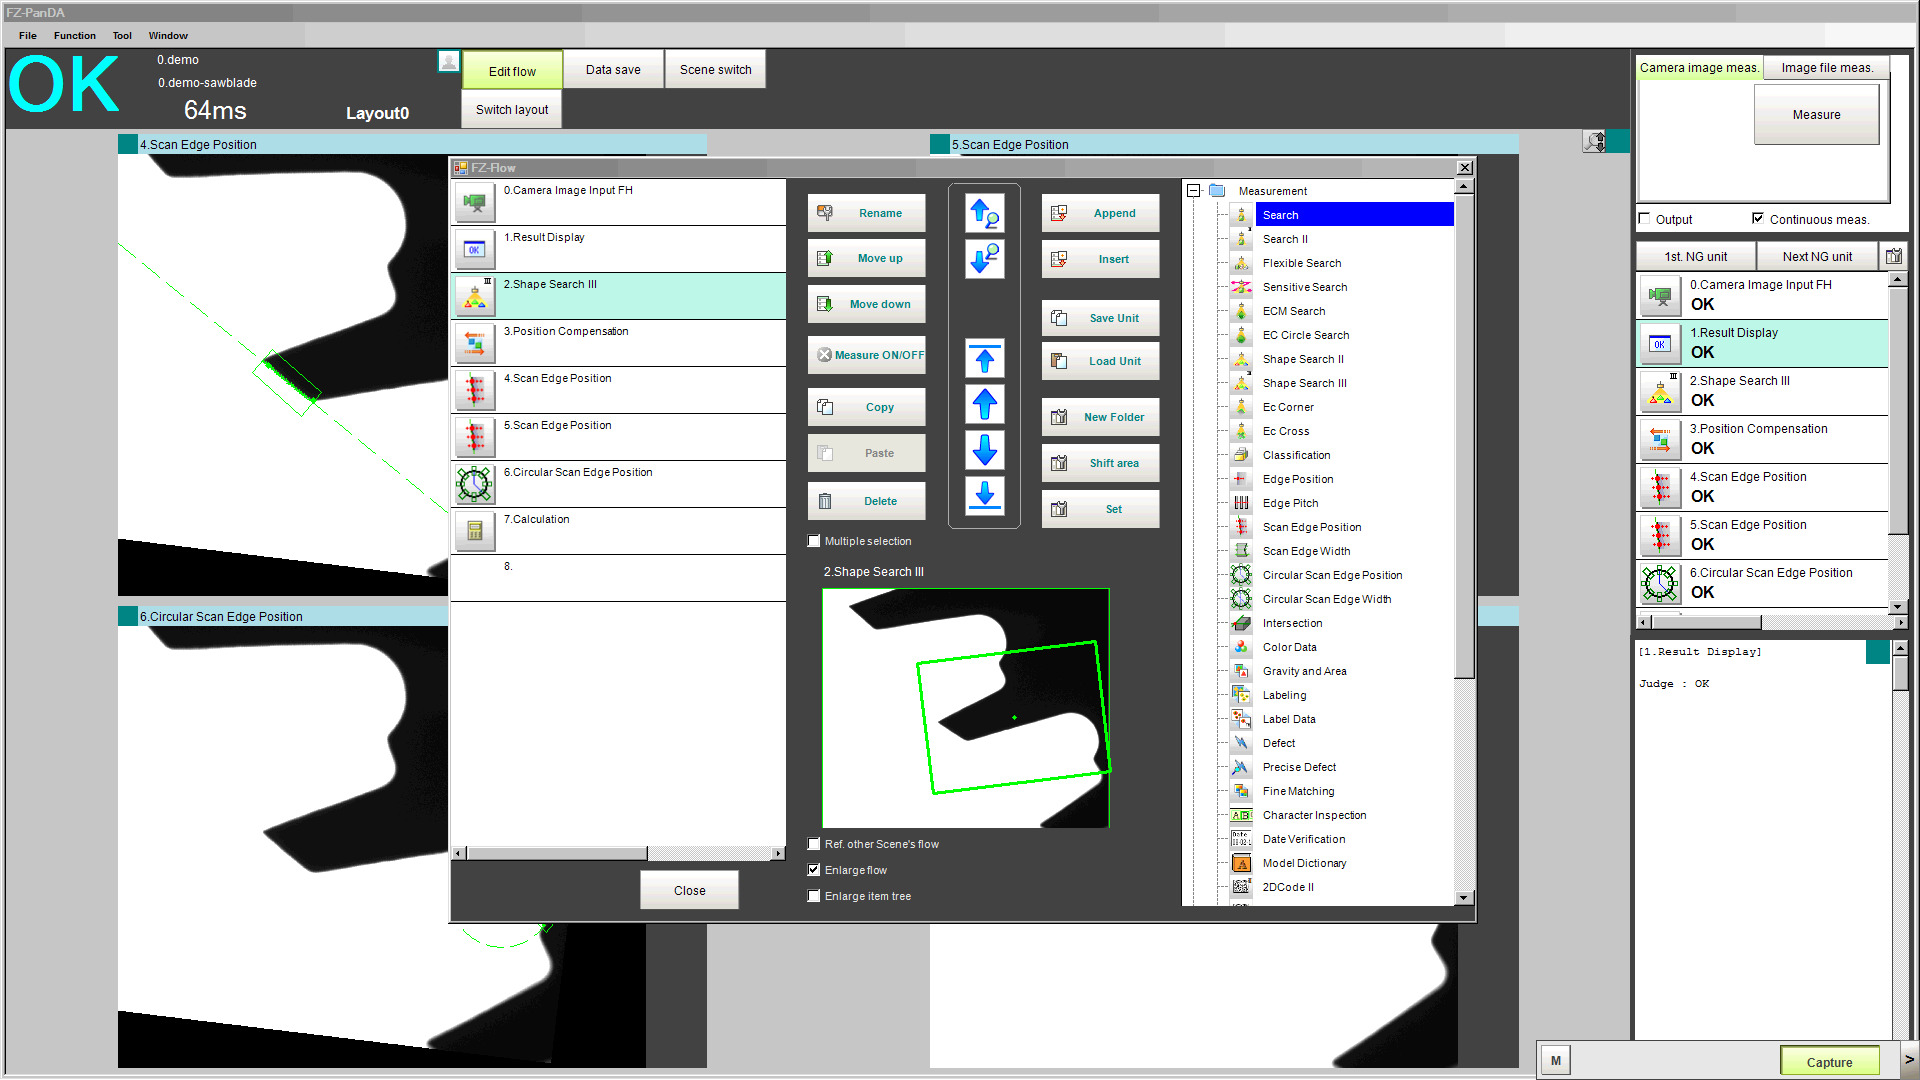 FZ-PanDA
File Function Tool Window
OK
0.demo
0.demo-sawblade
64ms
Layout0
Edit flow
Data save
Scene switch
Switch layout
Camera image meas.
Image file meas.
Measure
Output
Continuous meas.
1st. NG unit
Next NG unit
0.Camera Image Input FH
OK
OK
1.Result Display
OK
III
2.Shape Search III
OK
3.Position Compensation
OK
4.Scan Edge Position
OK
5.Scan Edge Position
OK
6.Circular Scan Edge Position
OK
[1.Result Display]
Judge : OK
M
Capture
>
4.Scan Edge Position
5.Scan Edge Position
6.Circular Scan Edge Position
FZ-Flow
0.Camera Image Input FH
OK
1.Result Display
III
2.Shape Search III
3.Position Compensation
4.Scan Edge Position
5.Scan Edge Position
6.Circular Scan Edge Position
7.Calculation
8.
Close
Rename
Move up
Move down
Measure ON/OFF
Copy
Paste
Delete
Multiple selection
Append
Insert
Save Unit
Load Unit
New Folder
Shift area
Set
2.Shape Search III
Ref. other Scene's flow
Enlarge flow
Enlarge item tree
Measurement
Search
Search II
Flexible Search
Sensitive Search
ECM Search
EC Circle Search
Shape Search II
Shape Search III
Ec Corner
Ec Cross
Classification
Edge Position
Edge Pitch
Scan Edge Position
Scan Edge Width
Circular Scan Edge Position
Circular Scan Edge Width
Intersection
Color Data
Gravity and Area
Labeling
Label Data
Defect
Precise Defect
Fine Matching
Character Inspection
Date Verification
Model Dictionary
2DCode II